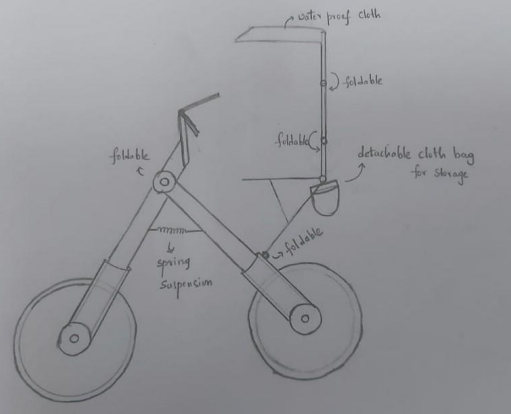 water proof cloth
foldable
foldable
foldable
detachable cloth bag
for storage
foldable
spring
suspension